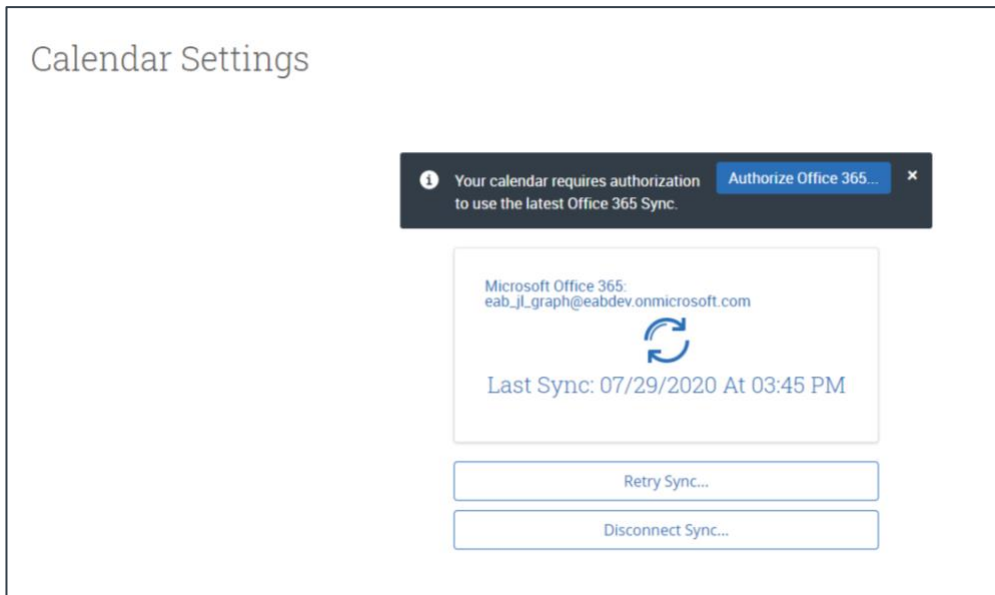 Calendar Settings
Your calendar requires authorization
to use the latest Office 365 Sync.
Authorize Office 365...
Microsoft Office 365:
eab_jl_graph@eabdev.onmicrosoft.com
Last Sync: 07/29/2020 At 03:45 PM
Retry Sync...
Disconnect Sync...